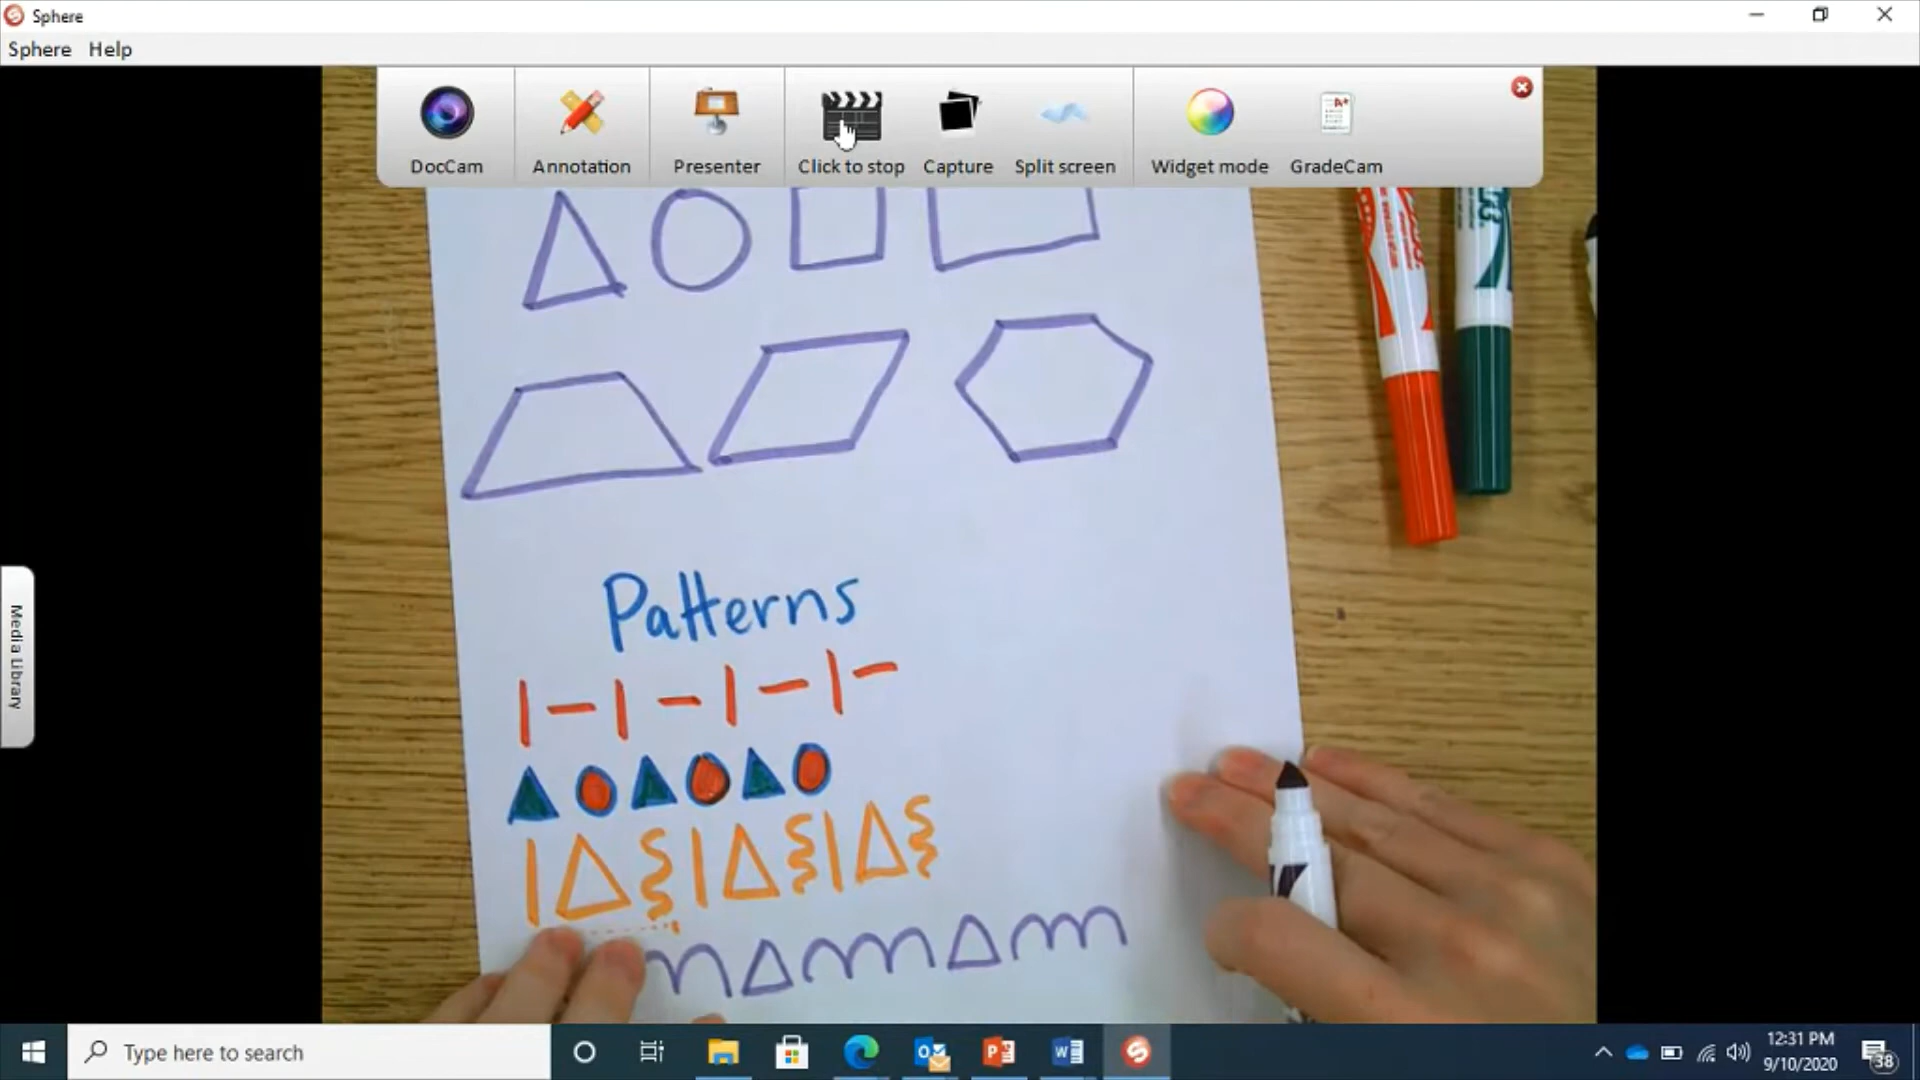 Sphere
Sphere Help
DocCam Annotation Presenter Click to stop Capture Split screen Widget mode GradeCam
A+
Media Library
Patterns
Type here to search
12:31 PM
9/10/2020
38